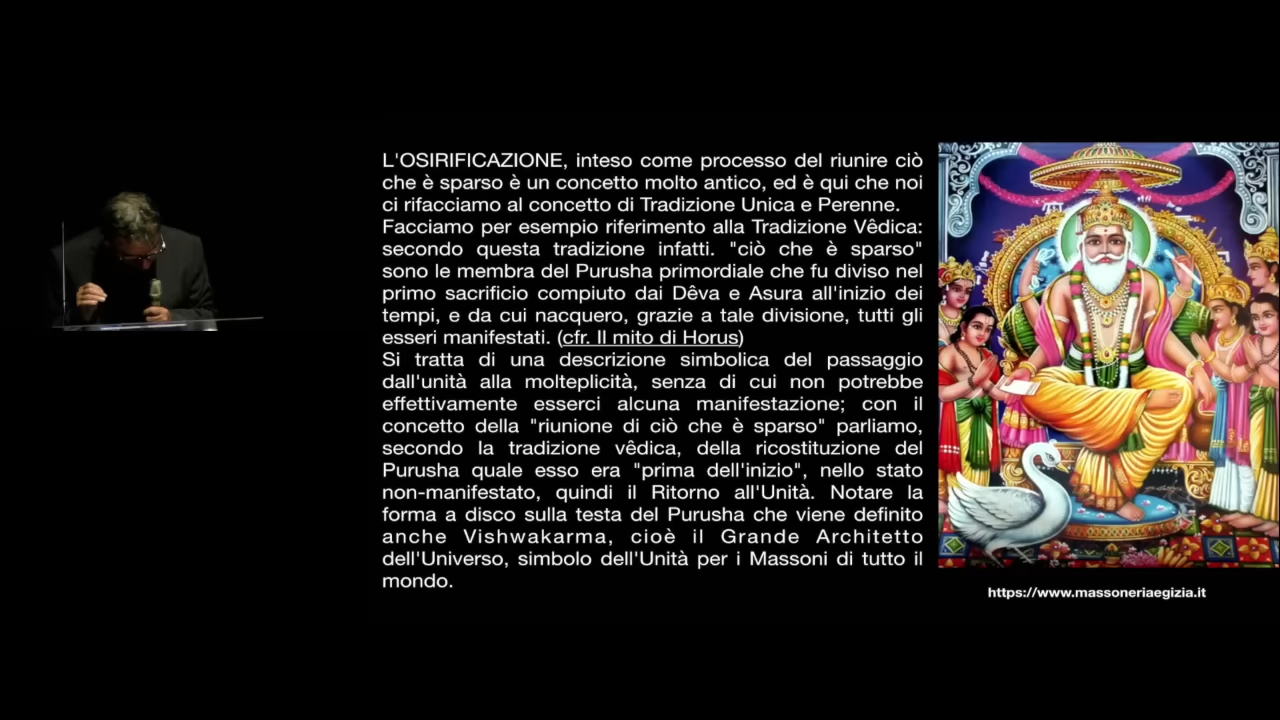 L'OSIRIFICAZIONE, inteso come processo del riunire ciò
che è sparso è un concetto molto antico, ed è qui che noi
ci rifacciamo al concetto di Tradizione Unica e Perenne.
Facciamo per esempio riferimento alla Tradizione Vêdica:
secondo questa tradizione infatti. "ciò che è sparso"
sono le membra del Purusha primordiale che fu diviso nel
primo sacrificio compiuto dai Dêva e Asura all'inizio dei
tempi, e da cui nacquero, grazie a tale divisione, tutti gli
esseri manifestati. (cfr. Il mito di Horus)
Si tratta di una descrizione simbolica del passaggio
dall'unità alla molteplicità, senza di cui non potrebbe
effettivamente esserci alcuna manifestazione; con il
concetto della "riunione di ciò che è sparso" parliamo,
secondo la tradizione vêdica, della ricostituzione del
Purusha quale esso era "prima dell'inizio", nello stato
non-manifestato, quindi il Ritorno all'Unità. Notare la
forma a disco sulla testa del Purusha che viene definito
anche Vishwakarma, cioè il Grande Architetto
dell'Universo, simbolo dell'Unità per i Massoni di tutto il
mondo.
https://www.massoneriaegizia.it